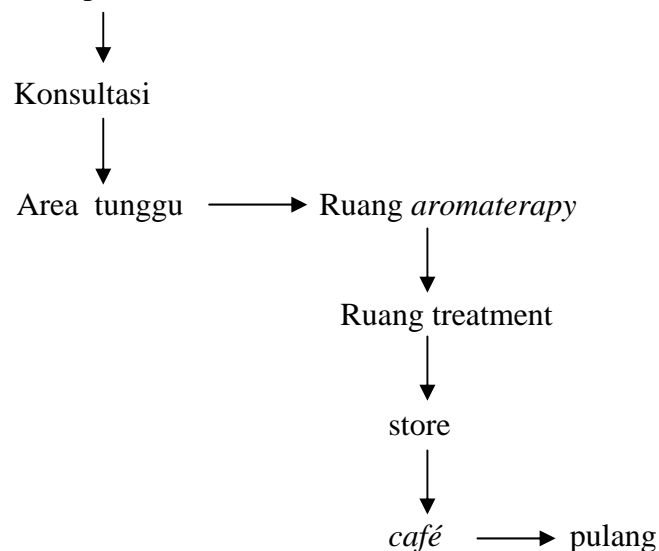 Konsultasi
Area tunggu Ruang aromaterapy
Ruang treatment
store
café pulang